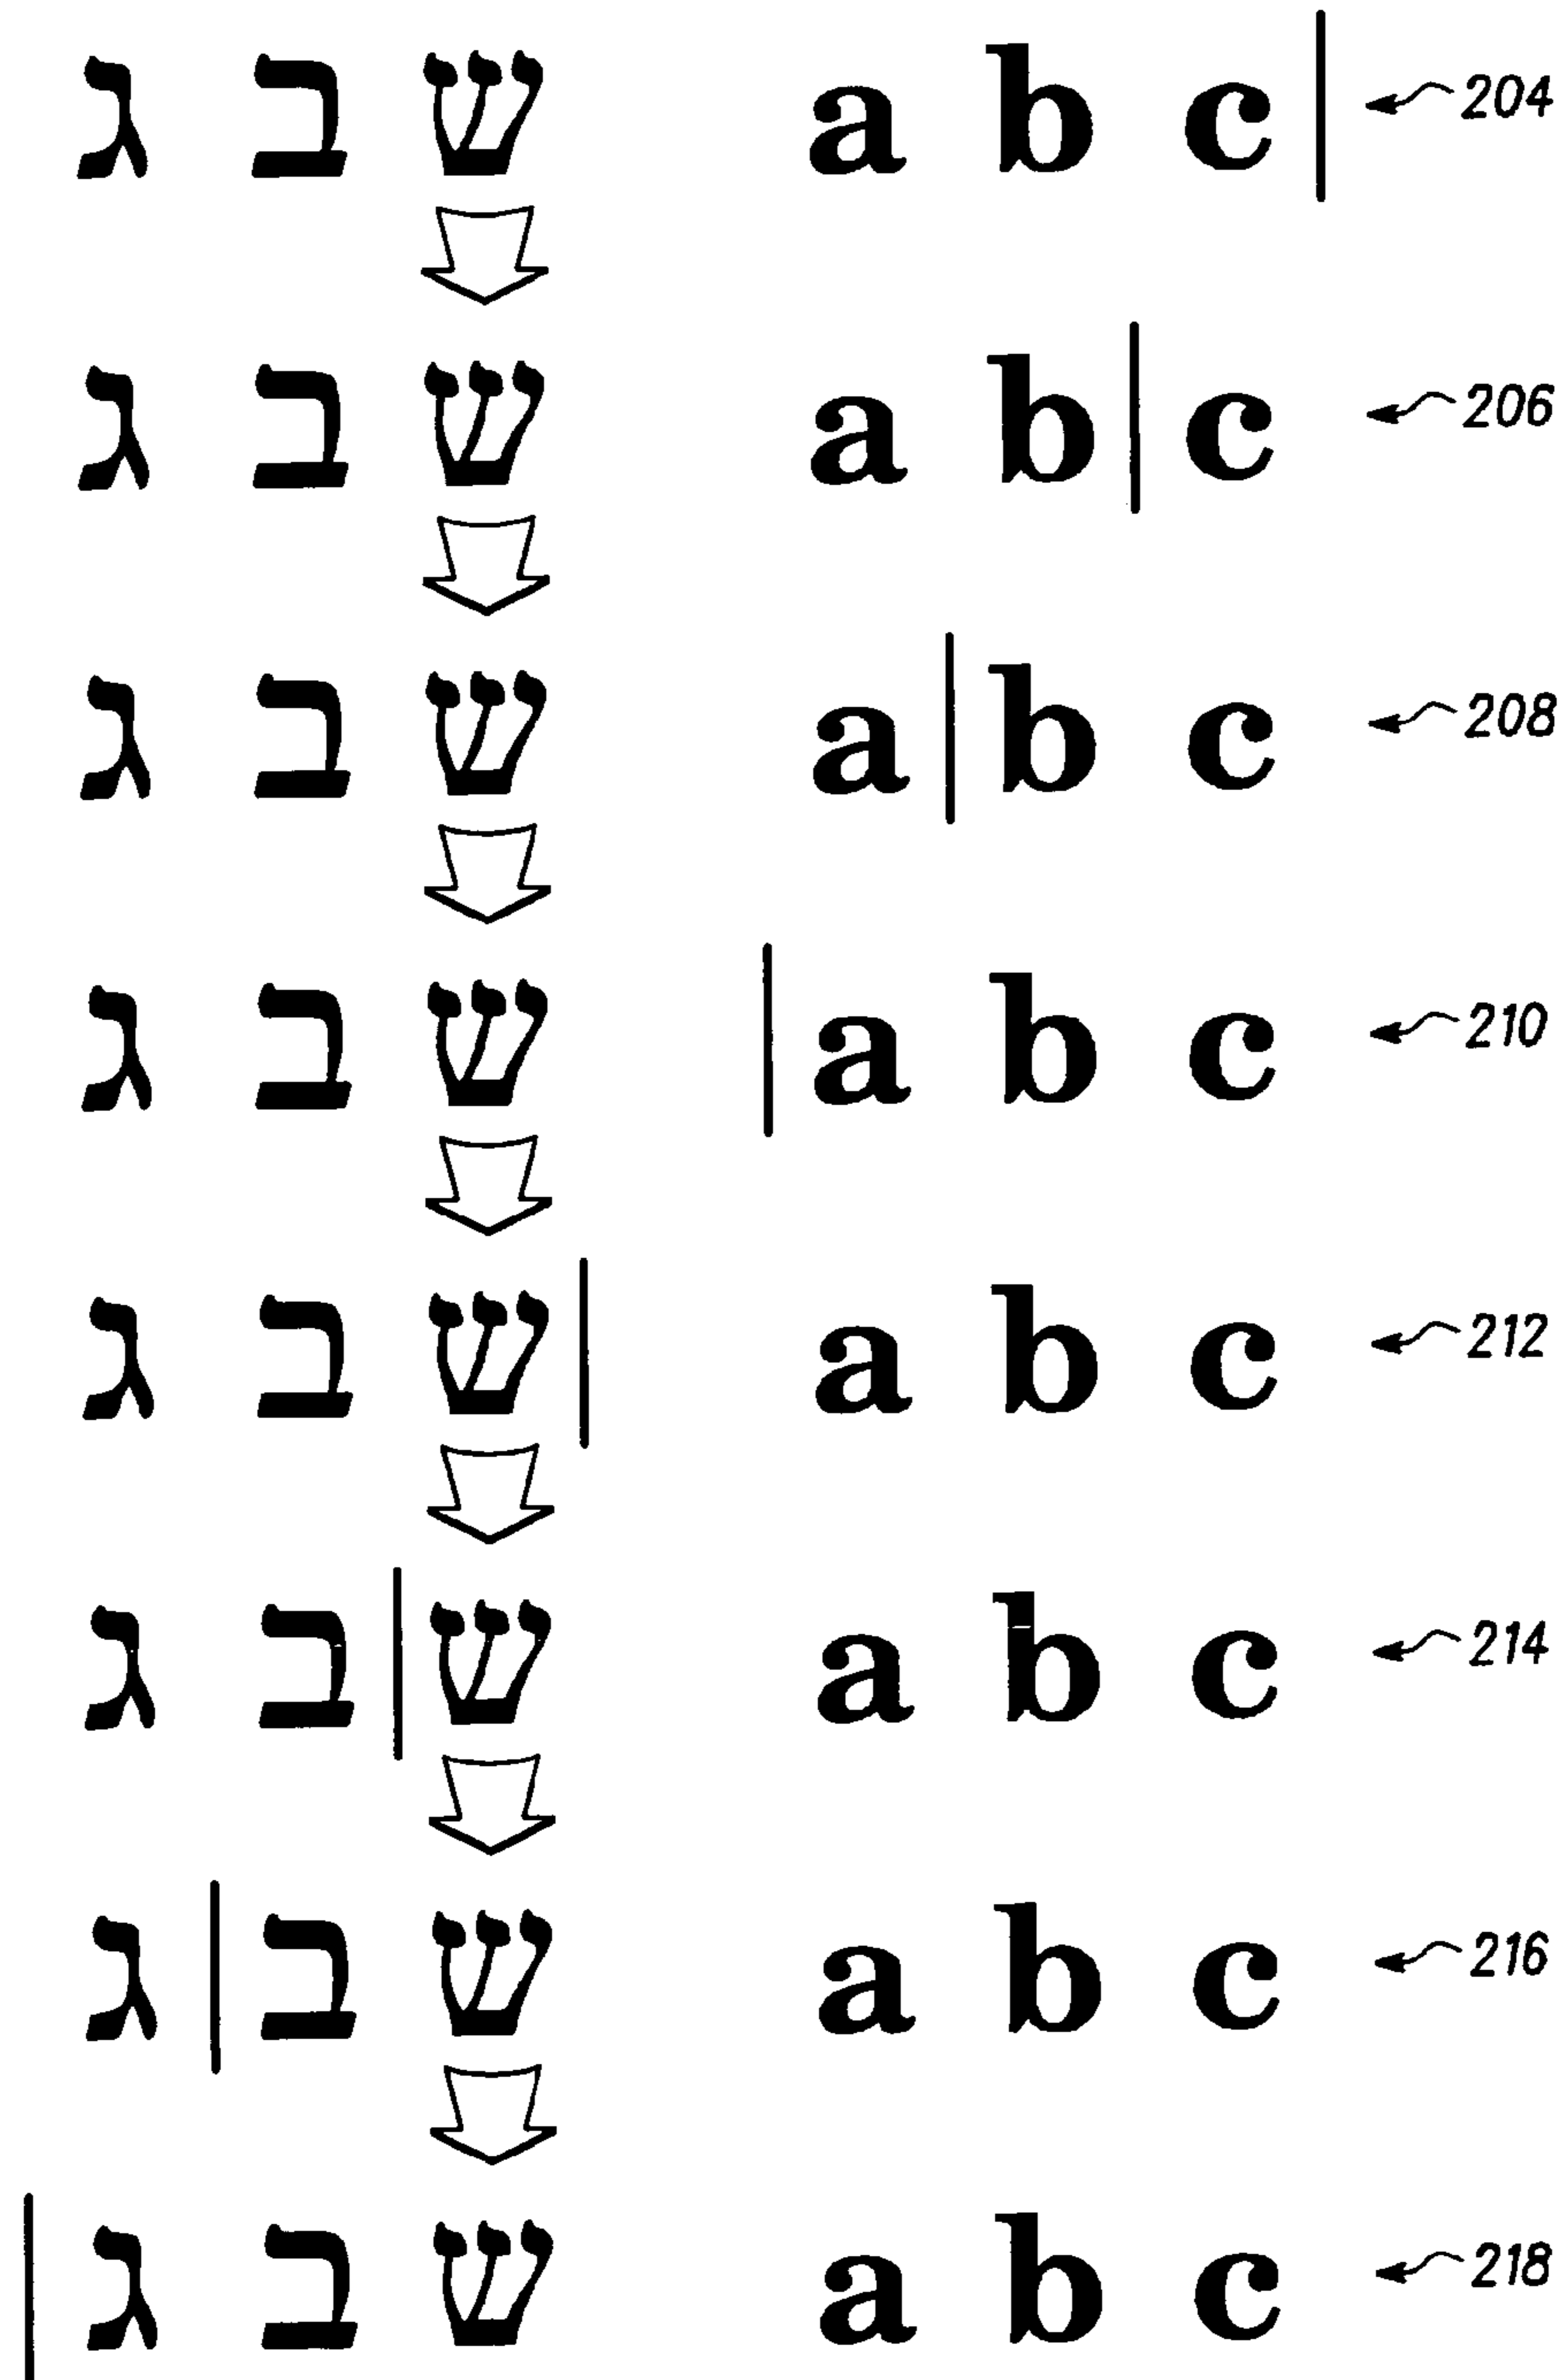 ש ב ג a b c 204
ש ב ג a b c 206
ש ב ג a b c 208
ש ב ג a b c 210
ש ב ג a b c 212
ש ב ג a b c 214
ש ב ג a b c 216
ש ב ג a b c 218